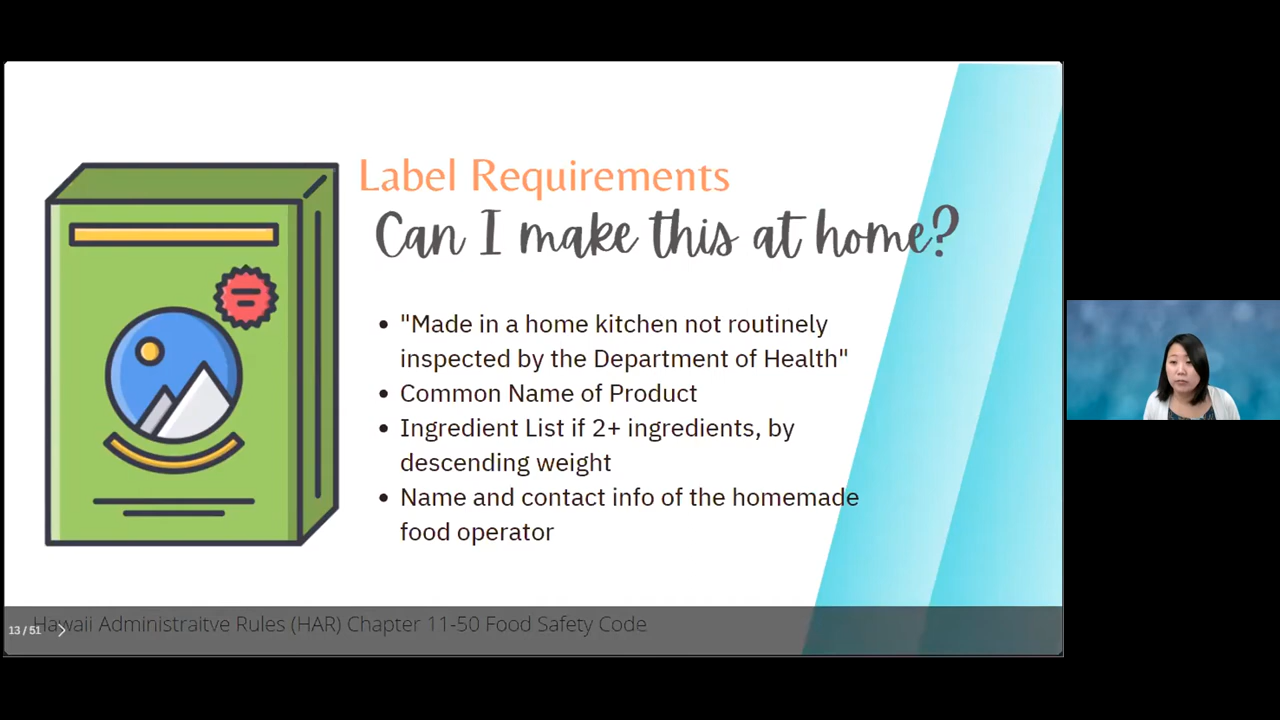 Label Requirements
Can I make this at home?
• "Made in a home kitchen not routinely
inspected by the Department of Health"
• Common Name of Product
• Ingredient List if 2+ ingredients, by
descending weight
• Name and contact info of the homemade
food operator
Hawaii Administraitve Rules (HAR) Chapter 11-50 Food Safety Code
13 / 51